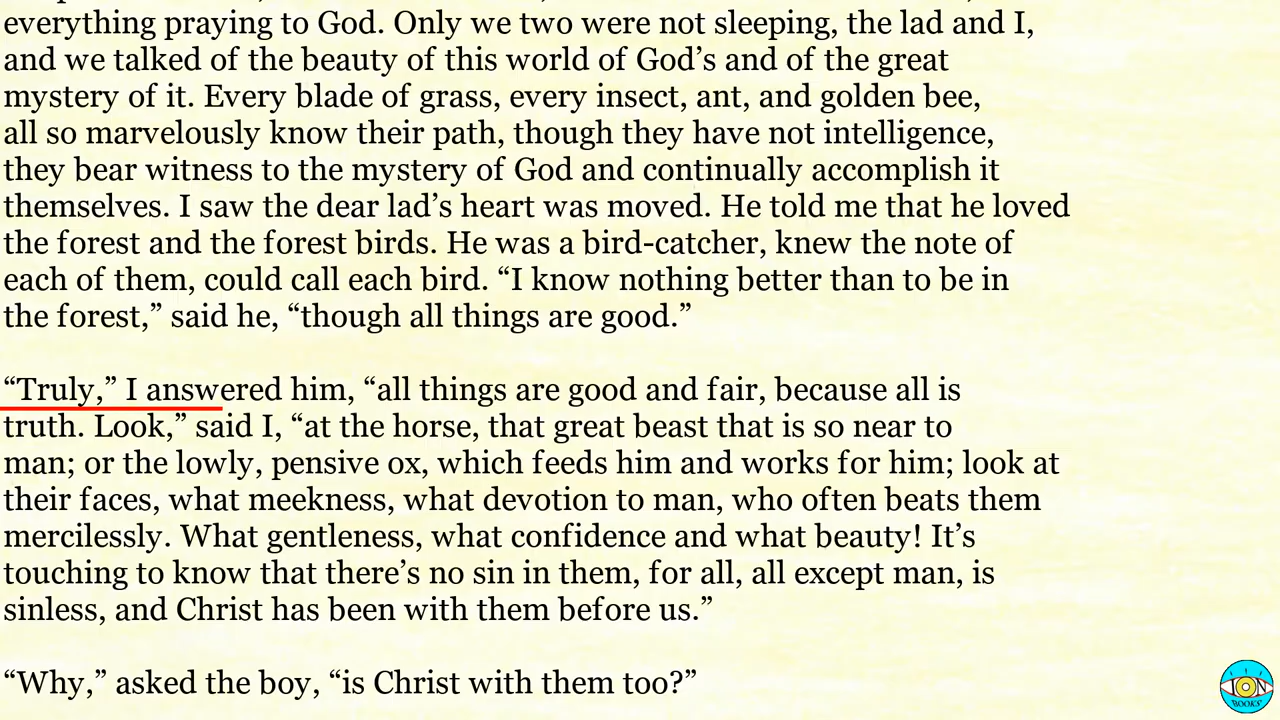 everything praying to God. Only we two were not sleeping, the lad and I,
and we talked of the beauty of this world of God’s and of the great
mystery of it. Every blade of grass, every insect, ant, and golden bee,
all so marvelously know their path, though they have not intelligence,
they bear witness to the mystery of God and continually accomplish it
themselves. I saw the dear lad’s heart was moved. He told me that he loved
the forest and the forest birds. He was a bird-catcher, knew the note of
each of them, could call each bird. “I know nothing better than to be in
the forest,” said he, “though all things are good.”
“Truly,” I answered him, “all things are good and fair, because all is
truth. Look,” said I, “at the horse, that great beast that is so near to
man; or the lowly, pensive ox, which feeds him and works for him; look at
their faces, what meekness, what devotion to man, who often beats them
mercilessly. What gentleness, what confidence and what beauty! It’s
touching to know that there’s no sin in them, for all, all except man, is
sinless, and Christ has been with them before us.”
“Why,” asked the boy, “is Christ with them too?”
ION
BOOKS